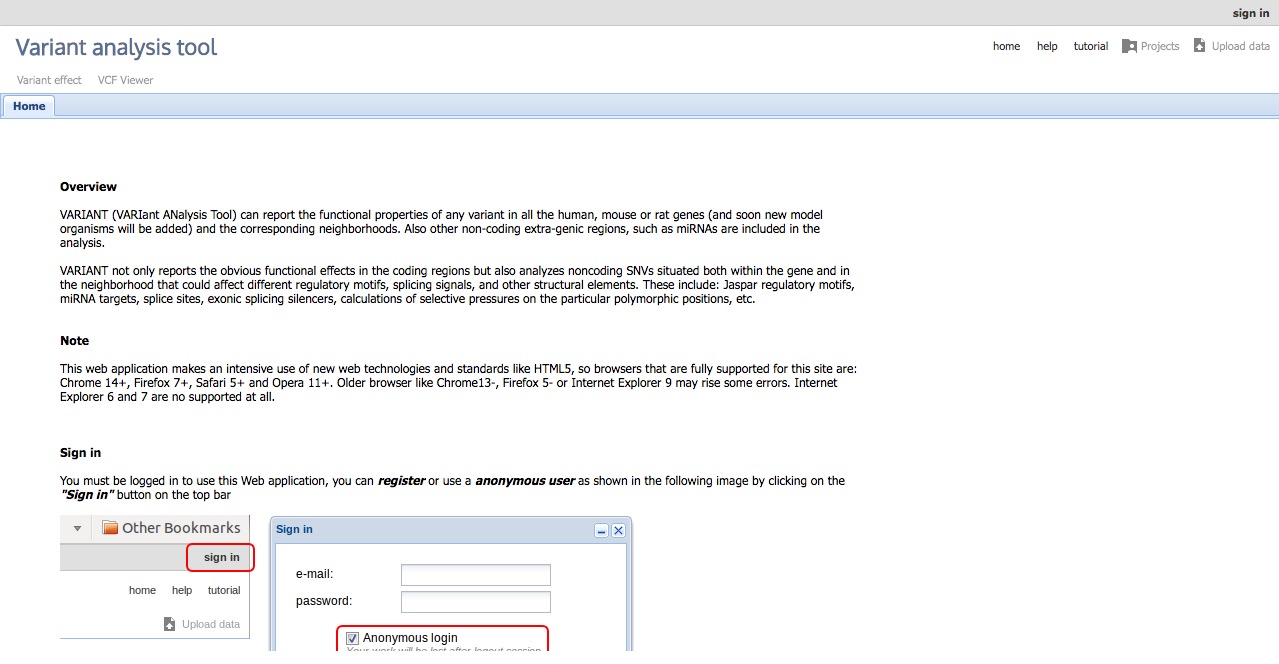 sign in
Variant analysis tool
home help tutorial Projects Upload data
Variant effect VCF Viewer
Home
Overview
VARIANT (VARIant ANalysis Tool) can report the functional properties of any variant in all the human, mouse or rat genes (and soon new model
organisms will be added) and the corresponding neighborhoods. Also other non-coding extra-genic regions, such as miRNAs are included in the
analysis.
VARIANT not only reports the obvious functional effects in the coding regions but also analyzes noncoding SNVs situated both within the gene and in
the neighborhood that could affect different regulatory motifs, splicing signals, and other structural elements. These include: Jaspar regulatory motifs,
miRNA targets, splice sites, exonic splicing silencers, calculations of selective pressures on the particular polymorphic positions, etc.
Note
This web application makes an intensive use of new web technologies and standards like HTML5, so browsers that are fully supported for this site are:
Chrome 14+, Firefox 7+, Safari 5+ and Opera 11+. Older browser like Chrome13-, Firefox 5- or Internet Explorer 9 may rise some errors. Internet
Explorer 6 and 7 are no supported at all.
Sign in
You must be logged in to use this Web application, you can register or use a anonymous user as shown in the following image by clicking on the
"Sign in" button on the top bar
Other Bookmarks
sign in
home help tutorial
Upload data
Sign in
e-mail:
password:
Anonymous login
Your work will be lost after logout session